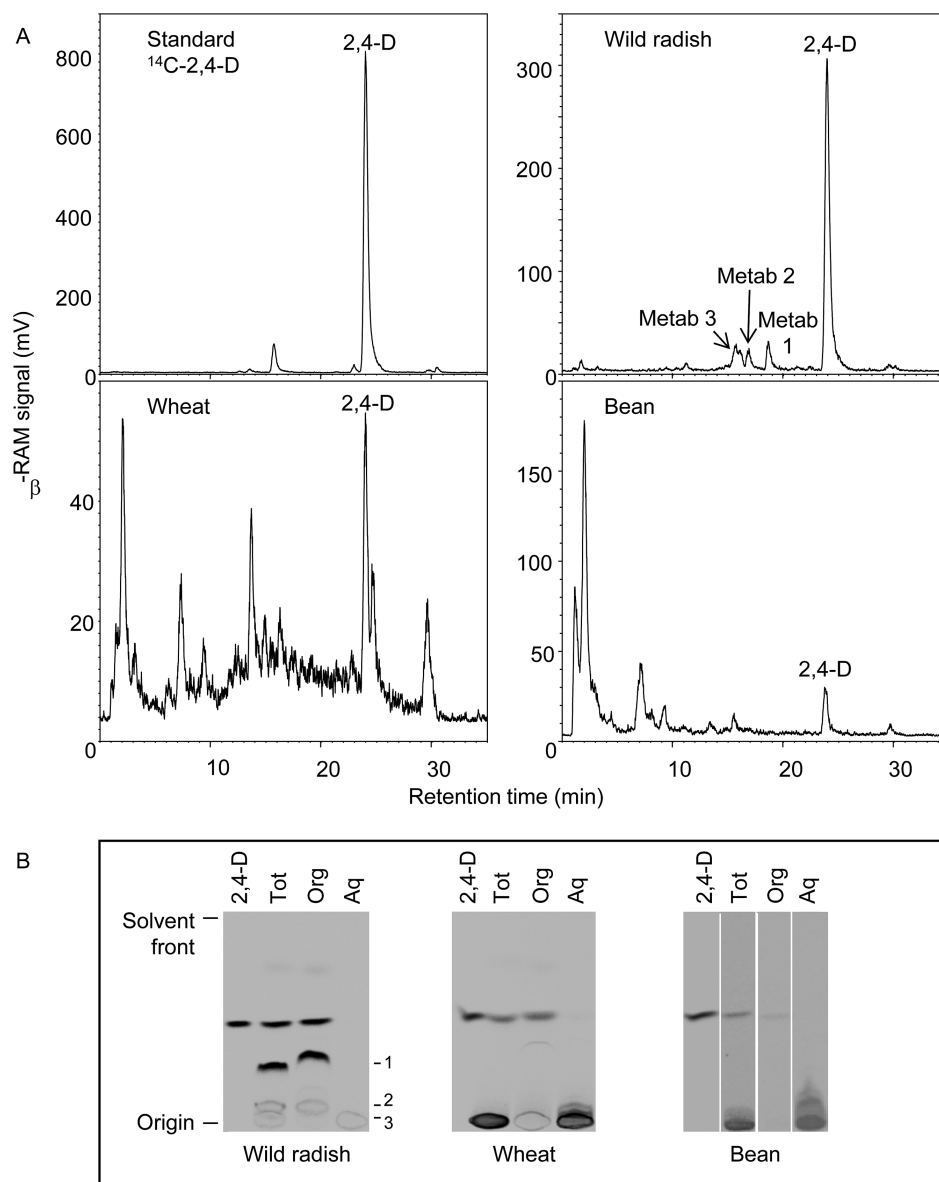 A
Standard
¹⁴C-2,4-D
2,4-D
800
600
400
200
0
Wild radish
2,4-D
300
200
100
0
Metab 3
Metab 2
Metab
1
β-RAM signal (mV)
Wheat
2,4-D
40
20
0
10
20
30
Bean
2,4-D
150
100
50
0
10
20
30
Retention time (min)
B
2,4-D
Tot
Org
Aq
2,4-D
Tot
Org
Aq
2,4-D
Tot
Org
Aq
Solvent
front
Origin
1
2
3
Wild radish
Wheat
Bean